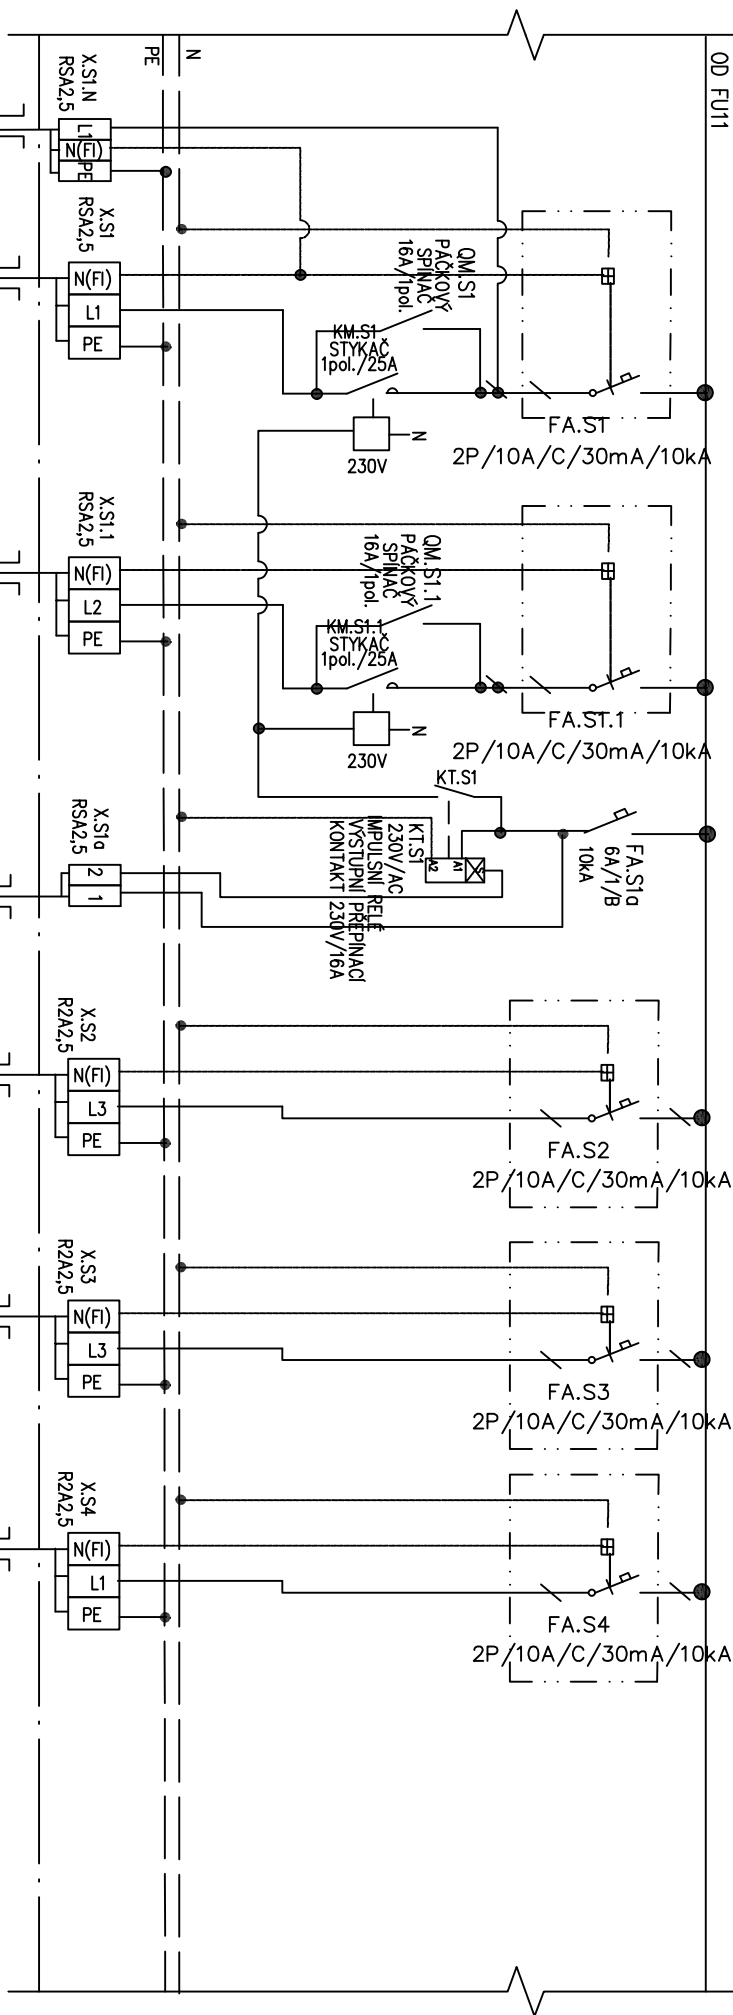 OD FU11
N
PE
X.S1.N
RSA2,5
L1
N(FI)
PE
X.S1
RSA2,5
N(FI)
L1
PE
QM.S1
PÁČKOVÝ
SPÍNAČ
16A/1pol.
KM.S1
STYKAČ
1pol./25A
N
230V
FA.S1
2P/10A/C/30mA/10kA
X.S1.1
RSA2,5
N(FI)
L2
PE
QM.S1.1
PÁČKOVÝ
SPÍNAČ
16A/1pol.
KM.S1.1
STYKAČ
1pol./25A
N
230V
FA.S1.1
2P/10A/C/30mA/10kA
X.S1a
RSA2,5
2
1
KT.S1
KT.S1
230V/AC
IMPULSNÍ RELÉ
VÝSTUPNÍ PŘEPÍNACÍ
KONTAKT 230V/16A
A1
A2
FA.S1a
6A/1/B
10kA
X.S2
R2A2,5
N(FI)
L3
PE
FA.S2
2P/10A/C/30mA/10kA
X.S3
R2A2,5
N(FI)
L3
PE
FA.S3
2P/10A/C/30mA/10kA
X.S4
R2A2,5
N(FI)
L1
PE
FA.S4
2P/10A/C/30mA/10kA